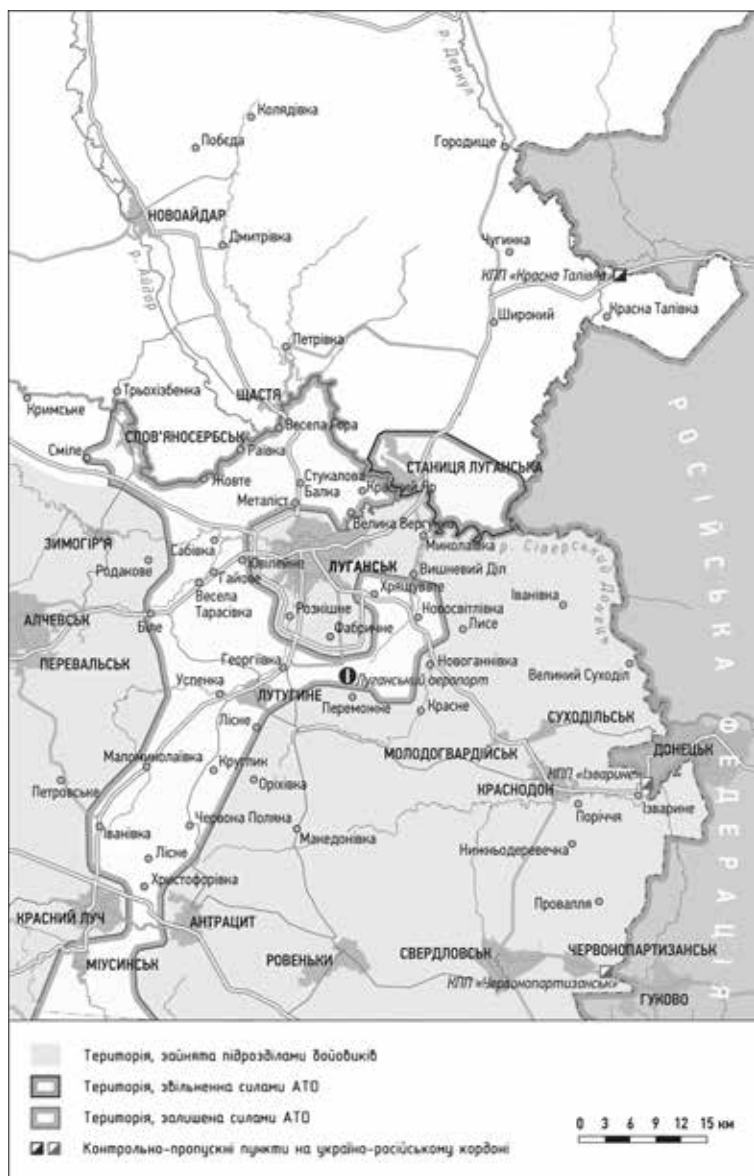 р. Деркул
Колядівка
Побєда
Городище
НОВОАЙДАР
Дмитрівка
Чугинка
КПП «Красна Талівка»
р. Айдар
Широкий
Красна Талівка
Петрівка
Трьохізбенка
ЩАСТЯ
Кримське
Весела Гора
СЛОВ'ЯНОСЕРБСЬК
Сміле
Раївка
СТАНИЦЯ ЛУГАНСЬКА
Жовте
Стукалова
Балка
Красний Яр
Металіст
Велика Вергунка
ЗИМОГІР'Я
Сабівка
Миколаївка
р. Сіверський Донець
Родакове
Ювілейне
ЛУГАНСЬК
Вишневий Діл
Гайове
Хрящувате
Весела
Тарасівка
Іванівка
АЛЧЕВСЬК
Розкішне
Новосвітлівка
Біле
Фабричне
Лисе
ПЕРЕВАЛЬСЬК
Георгіївка
Новоганнівка
Великий Суходіл
Луганський аеропорт
Успенка
ЛУТУГИНЕ
Переможне
Красне
Лісне
СУХОДІЛЬСЬК
МОЛОДОГВАРДІЙСЬК
ДОНЕЦЬК
Маломиколаївка
Круглик
КПП «Ізварине»
Петровське
Оріхівка
КРАСНОДОН
Ізварине
Поріччя
Іванівка
Червона Поляна
Македонівка
Нижньодеревечка
Лісне
Христофорівка
Провалля
КРАСНИЙ ЛУЧ
АНТРАЦИТ
РОВЕНЬКИ
СВЕРДЛОВСЬК
ЧЕРВОНОПАРТИЗАНСЬК
МІУСИНСЬК
КПП «Червонопартизанськ»
ГУКОВО
РОСІЙСЬКА ФЕДЕРАЦІЯ
Територія, зайнята підрозділами бойовиків
Територія, звільненна силами АТО
Територія, залишена силами АТО
Контрольно-пропускні пункти на україно-російському кордоні
0 3 6 9 12 15 км